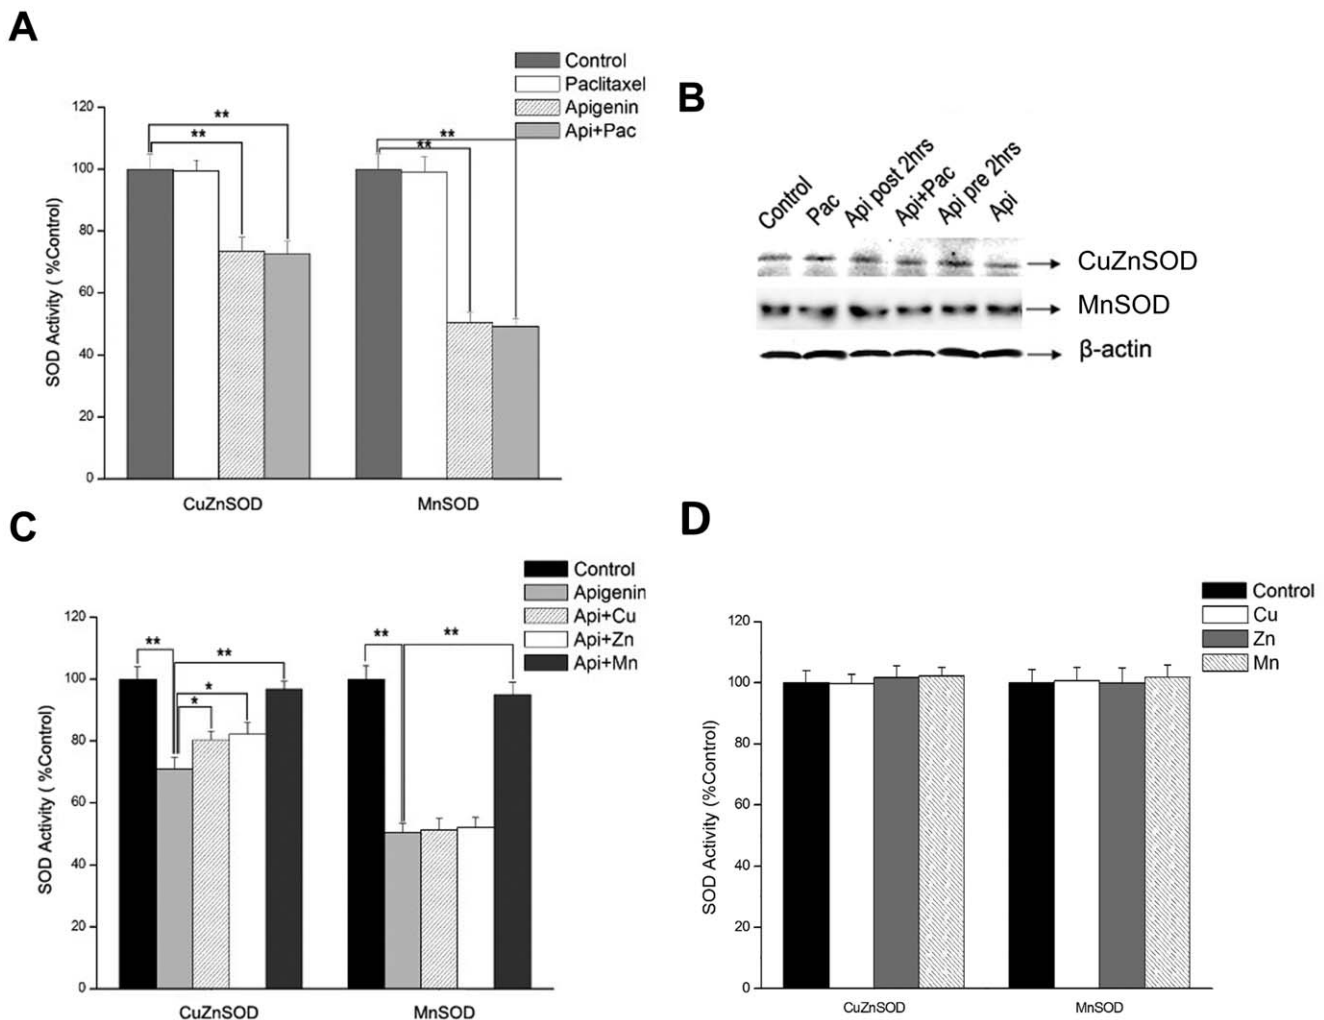 A
Control
Paclitaxel
Apigenin
Api+Pac
120
100
80
60
40
20
0
SOD Activity ( %Control)
**
**
**
**
CuZnSOD
MnSOD
B
Control
Pac
Api post 2hrs
Api+Pac
Api pre 2hrs
Api
CuZnSOD
MnSOD
β-actin
C
Control
Apigenin
Api+Cu
Api+Zn
Api+Mn
120
100
80
60
40
20
0
SOD Activity ( %Control)
**
**
*
*
**
**
CuZnSOD
MnSOD
D
Control
Cu
Zn
Mn
120
100
80
60
40
20
0
SOD Activity (%Control)
CuZnSOD
MnSOD